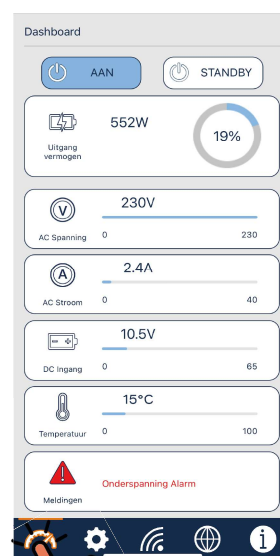 Dashboard
AAN
STANDBY
552W
19%
Uitgang
vermogen
V
230V
AC Spanning
0
230
A
2.4A
AC Stroom
0
40
10.5V
DC Ingang
0
65
15°C
Temperatuur
0
100
Onderspanning Alarm
Meldingen